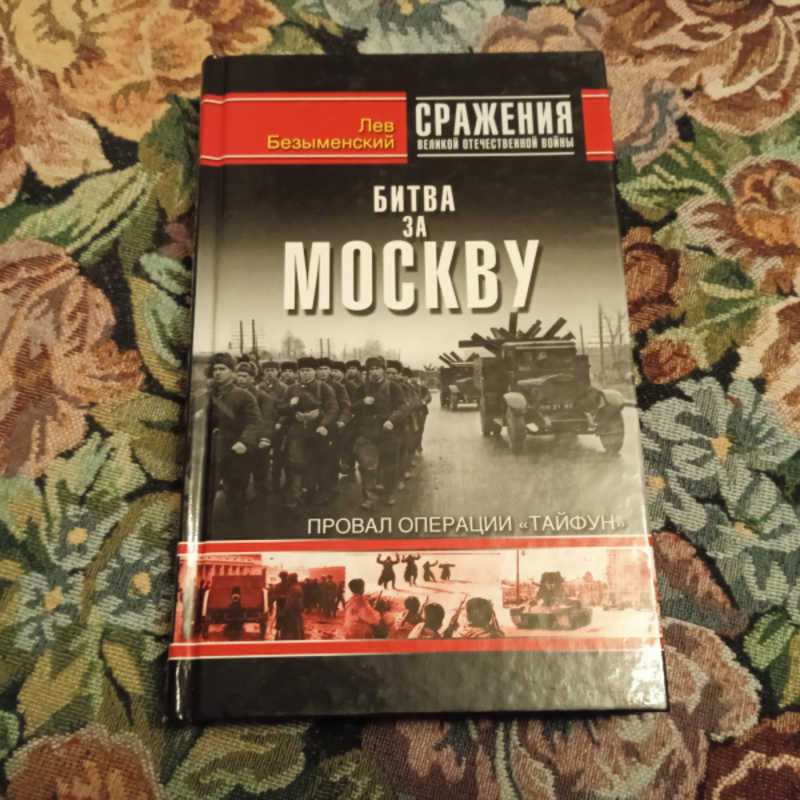 Лев
Безыменский
СРАЖЕНИЯ
ВЕЛИКОЙ ОТЕЧЕСТВЕННОЙ ВОЙНЫ
БИТВА
ЗА
МОСКВУ
ПРОВАЛ ОПЕРАЦИИ «ТАЙФУН»